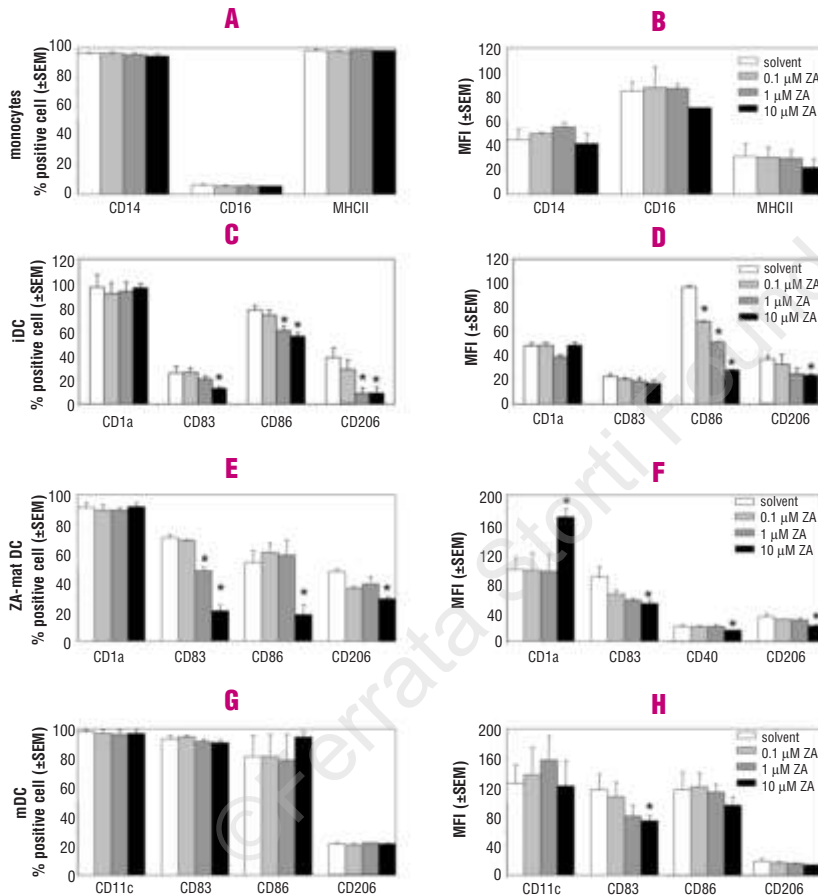 A
monocytes
% positive cell (±SEM)
100
80
60
40
20
0
CD14 CD16 MHCII
B
MFI (±SEM)
120
100
80
60
40
20
0
solvent
0.1 µM ZA
1 µM ZA
10 µM ZA
CD14 CD16 MHCII
C
iDC
% positive cell (±SEM)
120
100
80
60
40
20
0
* * * * *
CD1a CD83 CD86 CD206
D
MFI (±SEM)
120
100
80
60
40
20
0
solvent
0.1 µM ZA
1 µM ZA
10 µM ZA
* * * *
CD1a CD83 CD86 CD206
E
ZA-mat DC
% positive cell (±SEM)
100
80
60
40
20
0
* * * *
CD1a CD83 CD86 CD206
F
MFI (±SEM)
200
160
120
80
40
0
solvent
0.1 µM ZA
1 µM ZA
10 µM ZA
* * * *
CD1a CD83 CD40 CD206
G
mDC
% positive cell (±SEM)
100
80
60
40
20
0
CD11c CD83 CD86 CD206
H
MFI (±SEM)
200
160
120
80
40
0
solvent
0.1 µM ZA
1 µM ZA
10 µM ZA
*
CD11c CD83 CD86 CD206
©Ferrata Storti Found